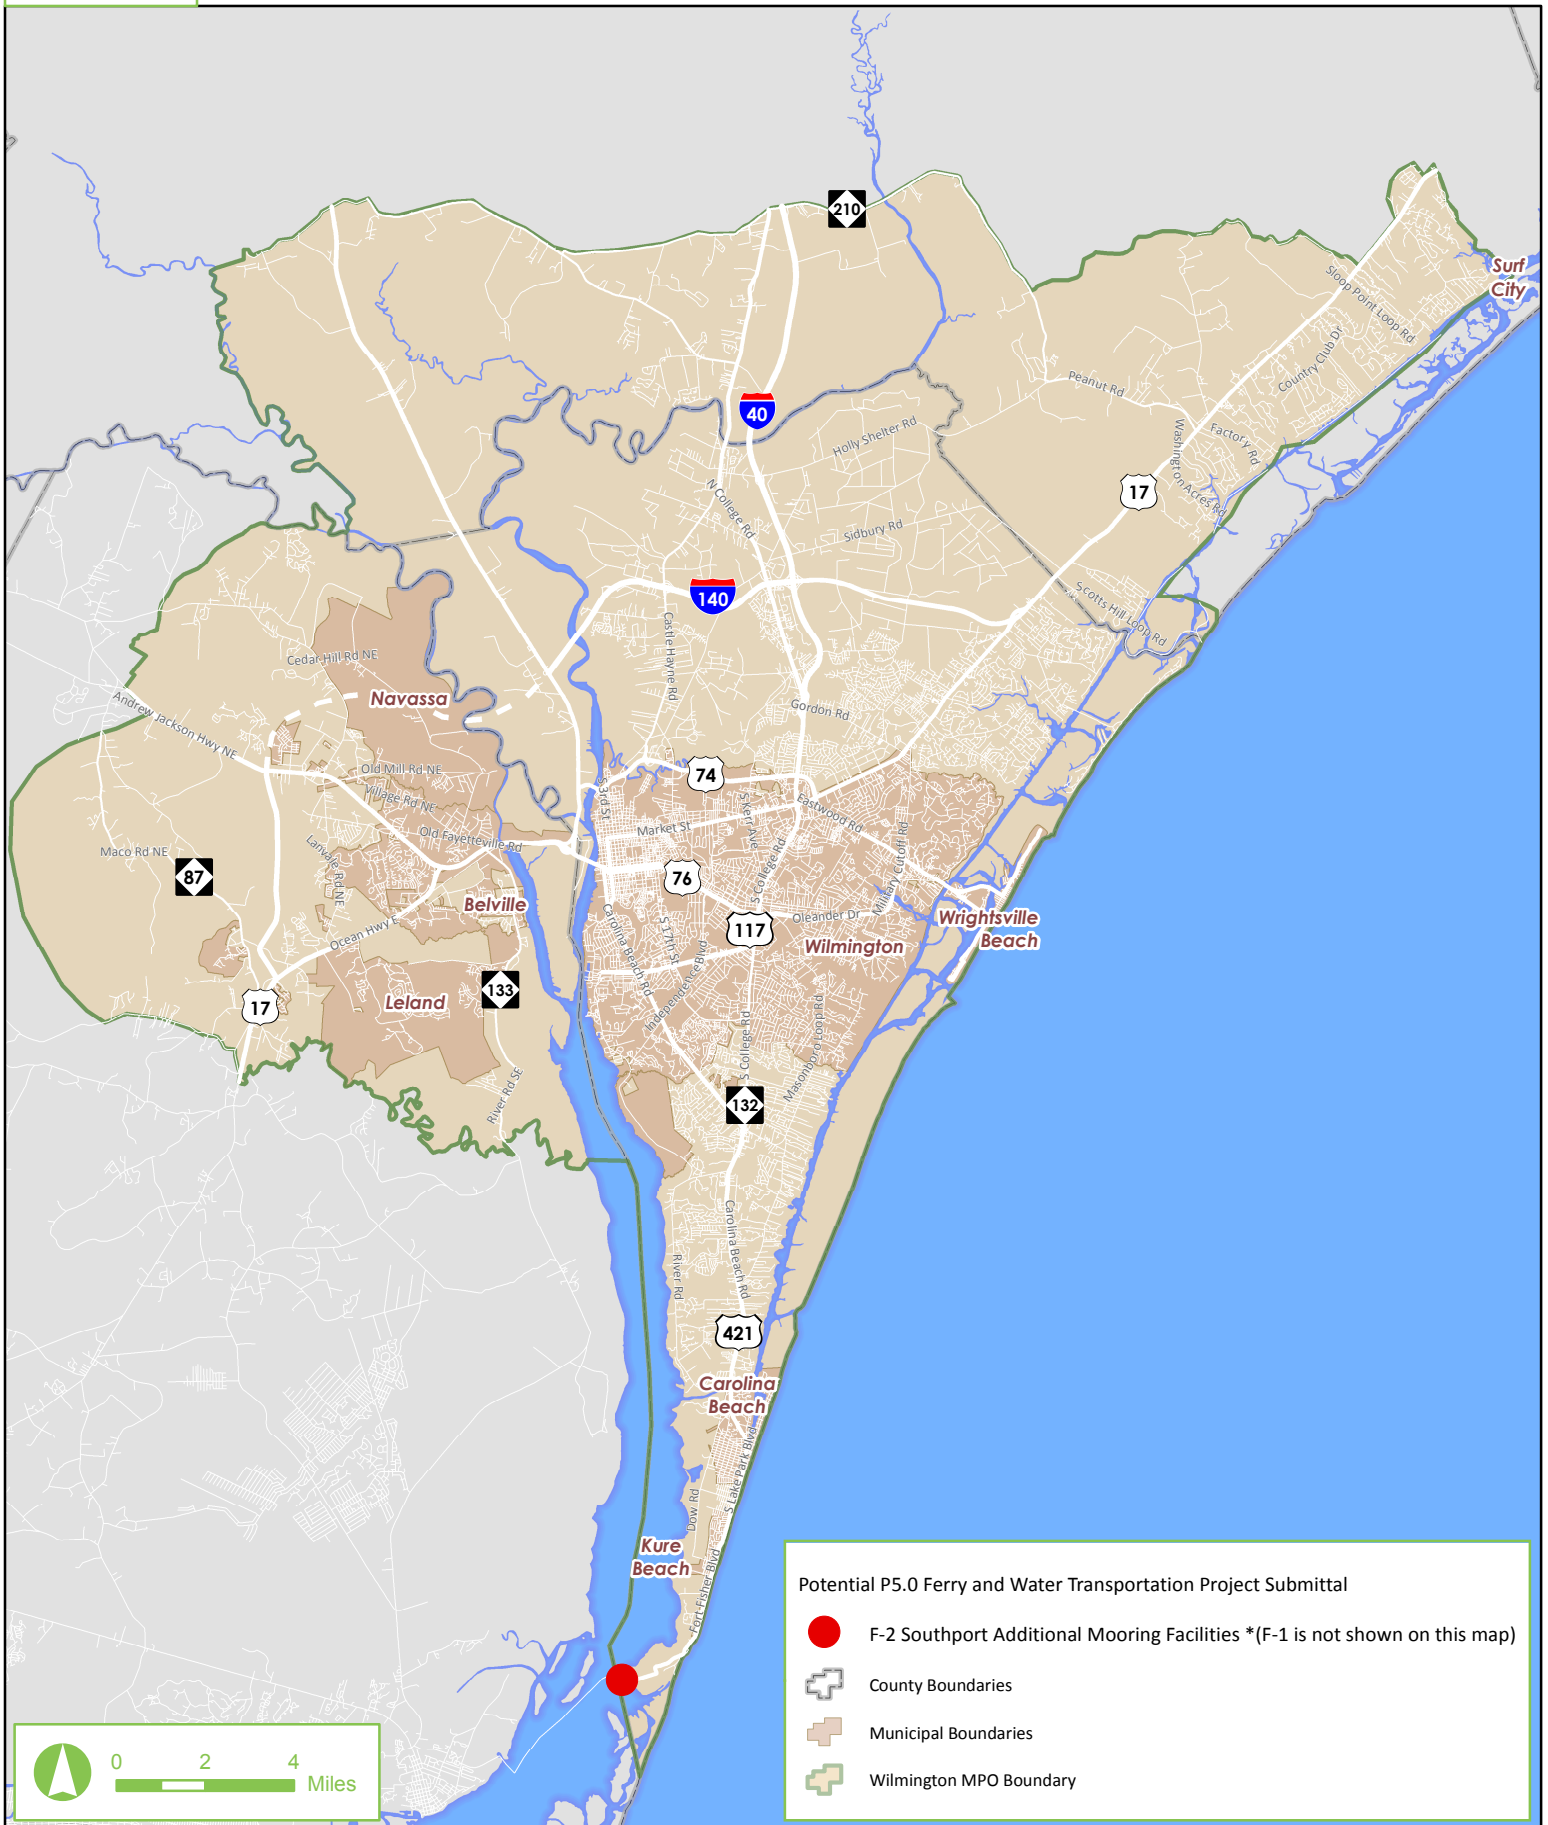 210
Surf
City
Sloop Point Loop Rd
Country Club Dr
Peanut Rd
40
Holly Shelter Rd
Factory Rd
Washington Acres Rd
17
N College Rd
Sidbury Rd
140
Scotts Hill Loop Rd
Castle Hayne Rd
Cedar Hill Rd NE
Navassa
Andrew Jackson Hwy NE
Gordon Rd
Old Mill Rd NE
74
Village Rd NE
S 3rd St
S Kerr Ave
Eastwood Rd
Market St
Old Fayetteville Rd
Military Cutoff Rd
Maco Rd NE
Lanvale Rd NE
87
76
S College Rd
Belville
Oleander Dr
Wrightsville
Beach
117
Ocean Hwy E
Carolina Beach Rd
S 17th St
Wilmington
Independence Blvd
133
Leland
17
Masonboro Loop Rd
S College Rd
River Rd SE
132
Carolina Beach Rd
River Rd
421
Carolina
Beach
S Lake Park Blvd
Dow Rd
Kure
Beach
Fort Fisher Blvd
Potential P5.0 Ferry and Water Transportation Project Submittal
F-2 Southport Additional Mooring Facilities *(F-1 is not shown on this map)
County Boundaries
Municipal Boundaries
Wilmington MPO Boundary
0 2 4
Miles